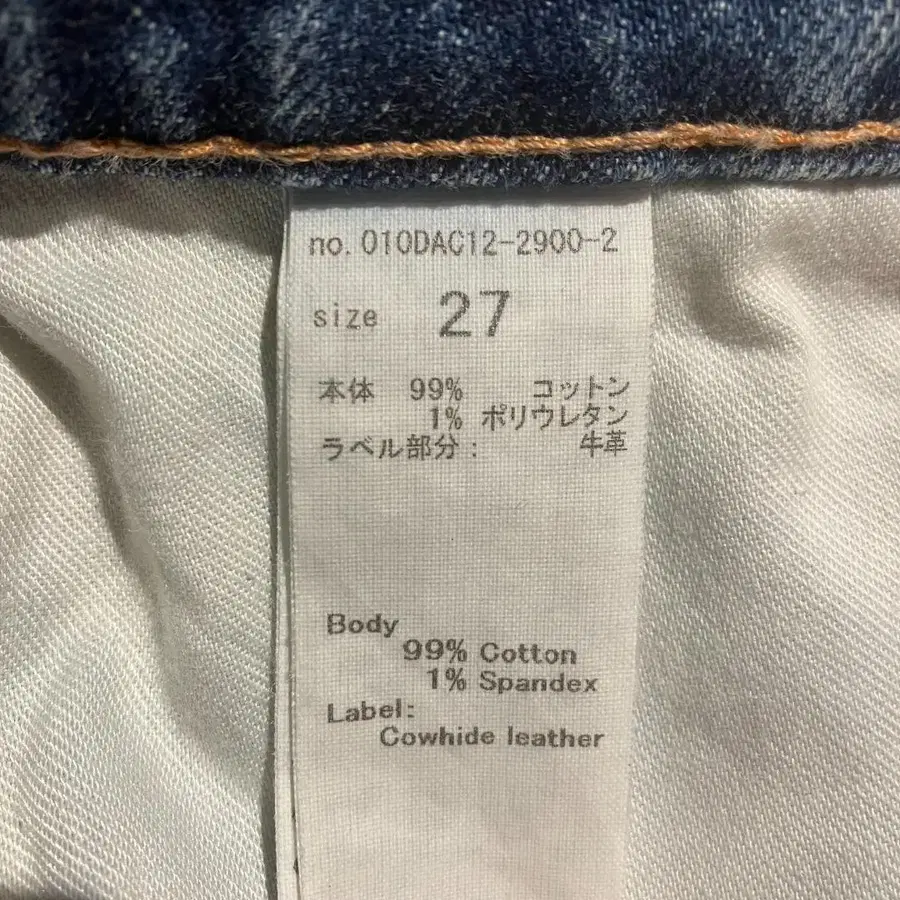 no. 010DAC12-2900-2
size 27
本体 99% コットン
1% ポリウレタン
ラベル部分： 牛革
Body
99% Cotton
1% Spandex
Label:
Cowhide leather